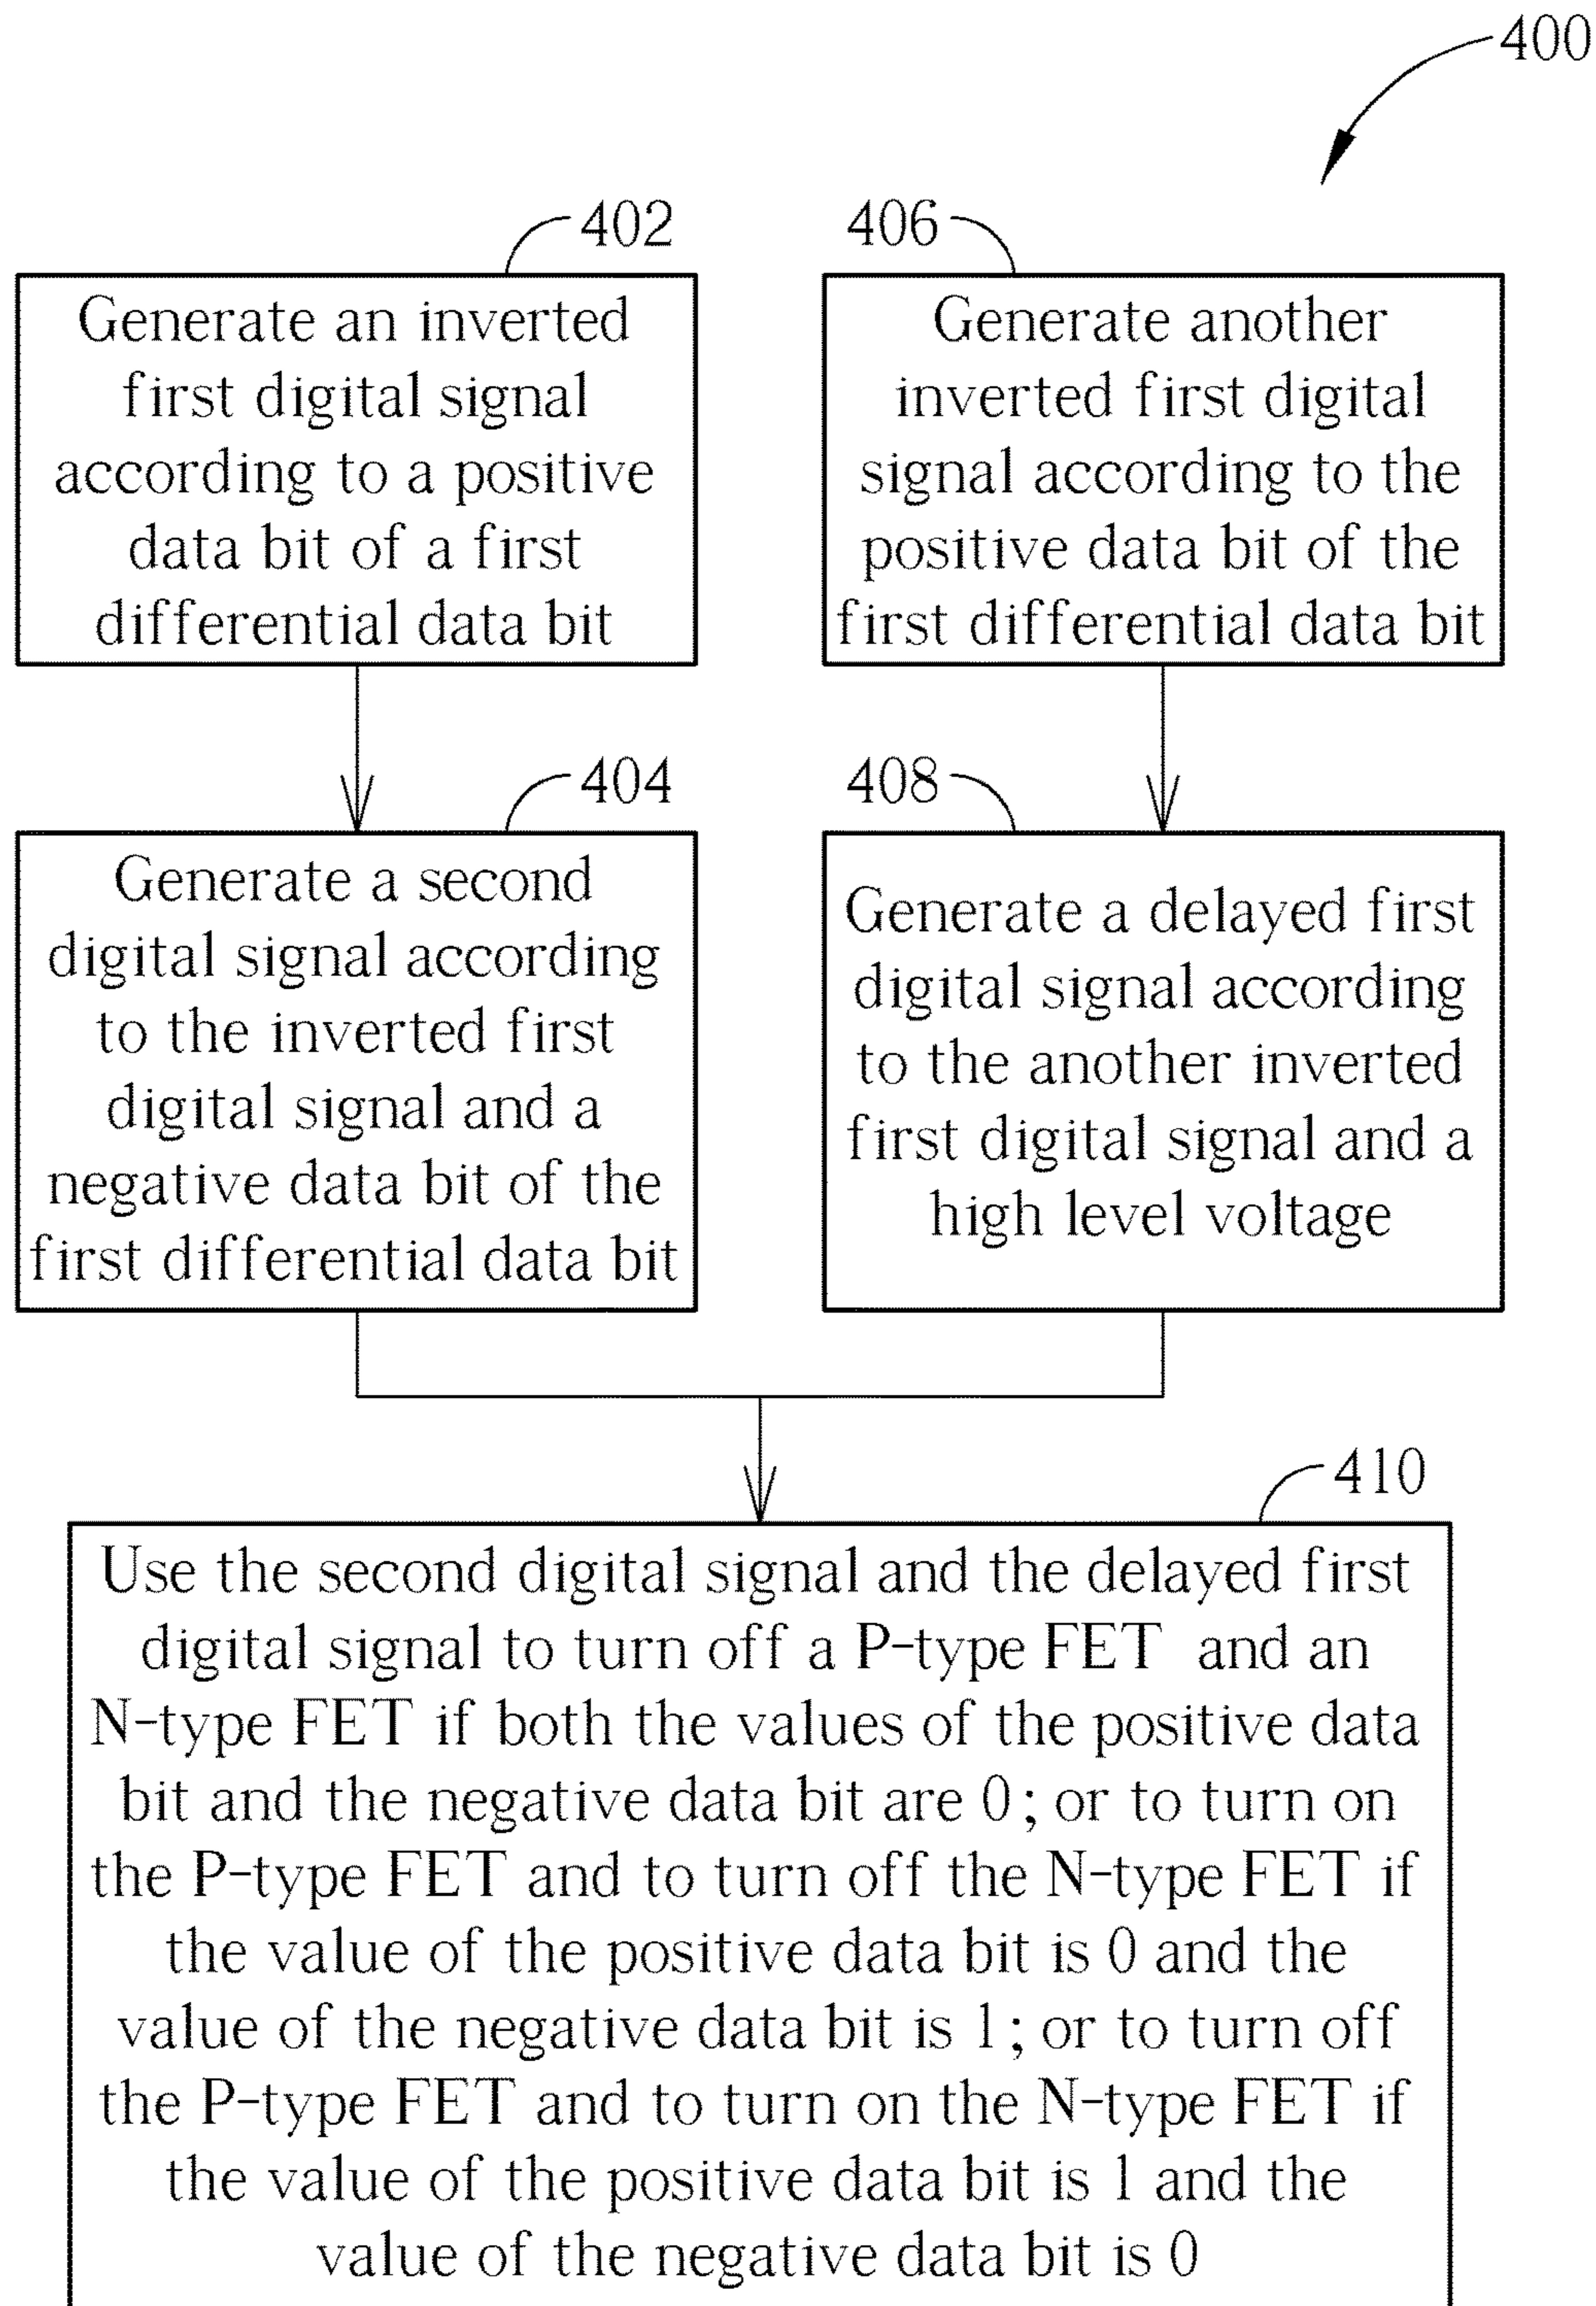 400
402
Generate an inverted
first digital signal
according to a positive
data bit of a first
differential data bit
406
Generate another
inverted first digital
signal according to the
positive data bit of the
first differential data bit
404
Generate a second
digital signal according
to the inverted first
digital signal and a
negative data bit of the
first differential data bit
408
Generate a delayed first
digital signal according
to the another inverted
first digital signal and a
high level voltage
410
Use the second digital signal and the delayed first
digital signal to turn off a P-type FET and an
N-type FET if both the values of the positive data
bit and the negative data bit are 0; or to turn on
the P-type FET and to turn off the N-type FET if
the value of the positive data bit is 0 and the
value of the negative data bit is 1; or to turn off
the P-type FET and to turn on the N-type FET if
the value of the positive data bit is 1 and the
value of the negative data bit is 0